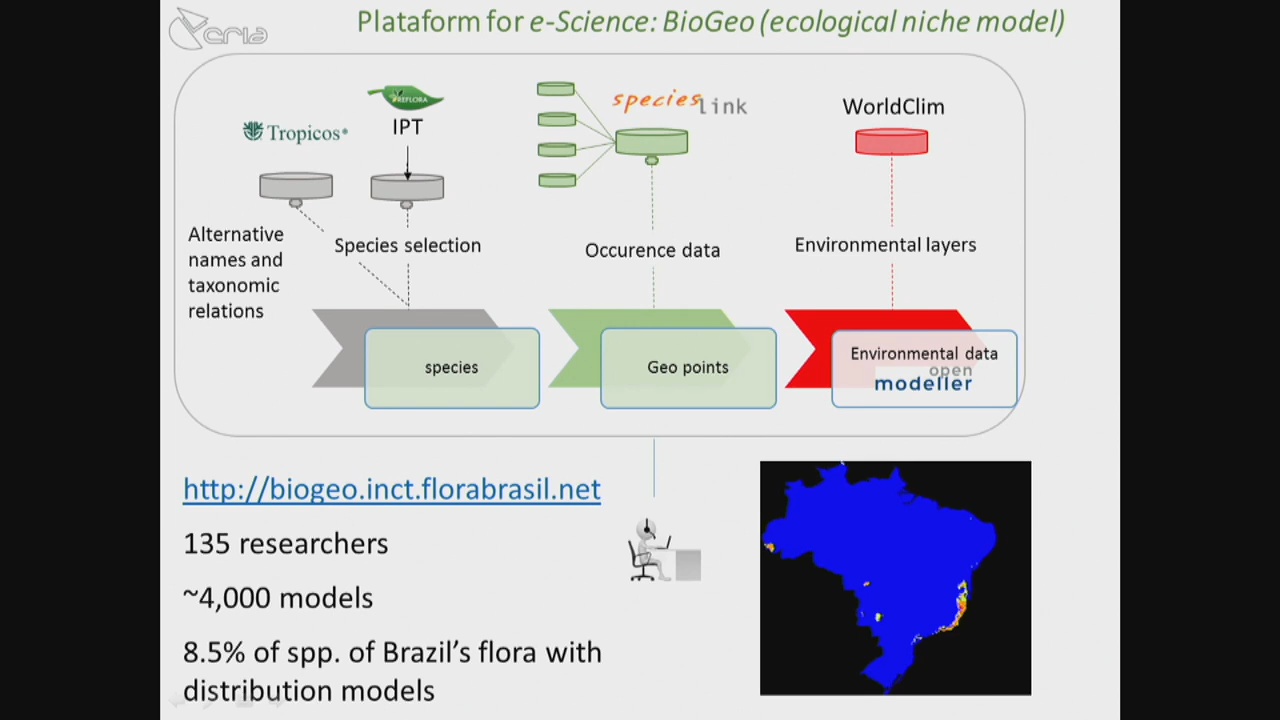 cria
Plataform for e-Science: BioGeo (ecological niche model)
REFLORA
IPT
Tropicos®
specieslink
WorldClim
Alternative
names and
taxonomic
relations
Species selection
Occurence data
Environmental layers
species
Geo points
Environmental data
open
modeller
http://biogeo.inct.florabrasil.net
135 researchers
~4,000 models
8.5% of spp. of Brazil’s flora with
distribution models